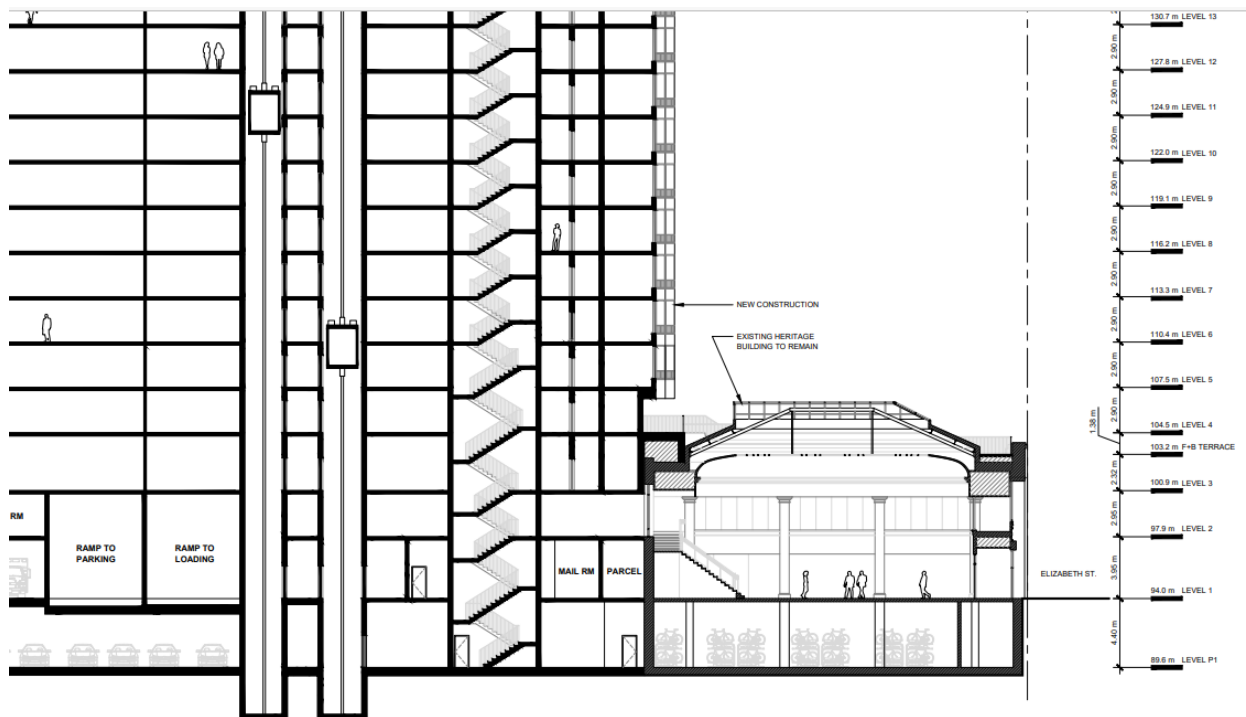 130.7 m LEVEL 13
2.90 m
127.8 m LEVEL 12
2.90 m
124.9 m LEVEL 11
2.90 m
122.0 m LEVEL 10
2.90 m
119.1 m LEVEL 9
2.90 m
116.2 m LEVEL 8
2.90 m
113.3 m LEVEL 7
NEW CONSTRUCTION
2.90 m
EXISTING HERITAGE
BUILDING TO REMAIN
110.4 m LEVEL 6
2.90 m
107.5 m LEVEL 5
2.90 m
1.38 m
104.5 m LEVEL 4
103.2 m F+B TERRACE
2.32 m
100.9 m LEVEL 3
2.95 m
RM
97.9 m LEVEL 2
RAMP TO
PARKING
RAMP TO
LOADING
MAIL RM
PARCEL
ELIZABETH ST.
3.95 m
94.0 m LEVEL 1
4.40 m
89.6 m LEVEL P1